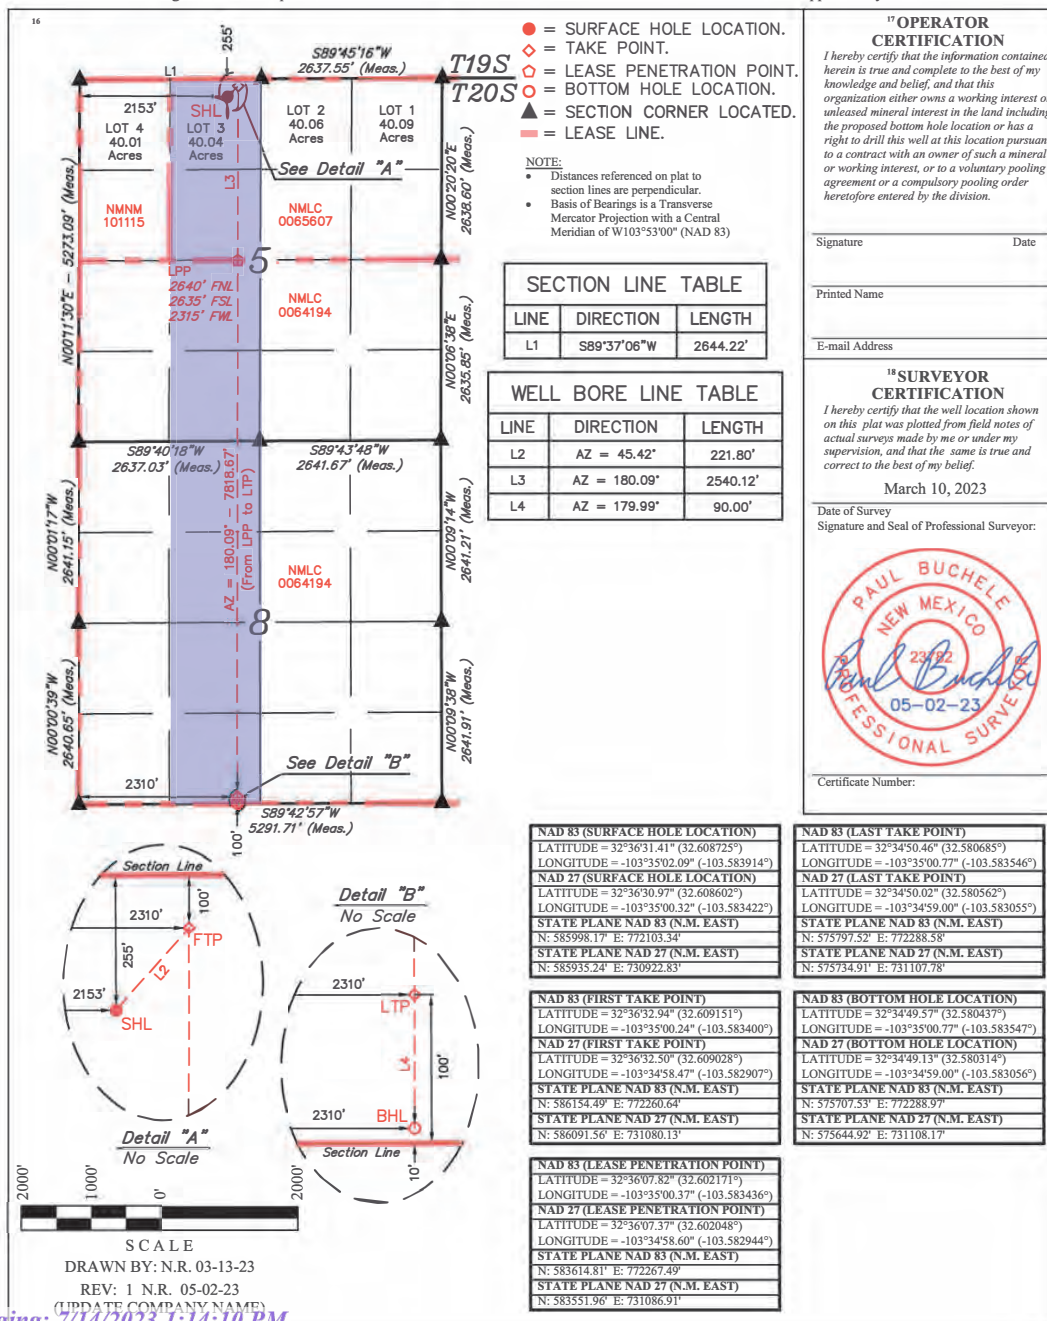 16
255'
S89°45'16"W
2637.55' (Meas.)
L1
T19S
T20S
2153'
SHL
LOT 4
40.01
Acres
LOT 3
40.04
Acres
LOT 2
40.06
Acres
LOT 1
40.09
Acres
See Detail "A"
L3
NMNM
101115
NMLC
0065607
N00°20'20"E
2638.60' (Meas.)
N00°11'30"E - 5273.09' (Meas.)
5
LPP
2640' FNL
2635' FSL
2315' FWL
NMLC
0064194
N00°06'38"E
2635.85' (Meas.)
S89°40'18"W
2637.03' (Meas.)
S89°43'48"W
2641.67' (Meas.)
AZ = 180.09° - 7818.67'
(From LPP to LTP)
N00°01'17"W
2641.15' (Meas.)
N00°09'14"W
2641.21' (Meas.)
NMLC
0064194
8
N00°00'39"W
2640.65' (Meas.)
N00°09'38"W
2641.91' (Meas.)
See Detail "B"
2310'
S89°42'57"W
5291.71' (Meas.)
100'
= SURFACE HOLE LOCATION.
= TAKE POINT.
= LEASE PENETRATION POINT.
= BOTTOM HOLE LOCATION.
= SECTION CORNER LOCATED.
= LEASE LINE.
NOTE:
• Distances referenced on plat to
section lines are perpendicular.
• Basis of Bearings is a Transverse
Mercator Projection with a Central
Meridian of W103°53'00" (NAD 83)
SECTION LINE TABLE
LINE DIRECTION LENGTH
L1 S89°37'06"W 2644.22'
WELL BORE LINE TABLE
LINE DIRECTION LENGTH
L2 AZ = 45.42° 221.80'
L3 AZ = 180.09° 2540.12'
L4 AZ = 179.99° 90.00'
17 OPERATOR
CERTIFICATION
I hereby certify that the information contained
herein is true and complete to the best of my
knowledge and belief, and that this
organization either owns a working interest o
unleased mineral interest in the land including
the proposed bottom hole location or has a
right to drill this well at this location pursuan
to a contract with an owner of such a mineral
or working interest, or to a voluntary pooling
agreement or a compulsory pooling order
heretofore entered by the division.
Signature Date
Printed Name
E-mail Address
18 SURVEYOR
CERTIFICATION
I hereby certify that the well location shown
on this plat was plotted from field notes of
actual surveys made by me or under my
supervision, and that the same is true and
correct to the best of my belief.
March 10, 2023
Date of Survey
Signature and Seal of Professional Surveyor:
PAUL BUCHELE
NEW MEXICO
23782
Paul Buchele
05-02-23
PROFESSIONAL SURVEYOR
Certificate Number:
Section Line
2310'
100'
FTP
255'
L2
2153'
SHL
Detail "A"
No Scale
Detail "B"
No Scale
2310'
LTP
L4
100'
2310'
BHL
Section Line
10'
2000'
1000'
0'
2000'
SCALE
DRAWN BY: N.R. 03-13-23
REV: 1 N.R. 05-02-23
(UPDATE COMPANY NAME)
ging: 7/14/2023 1:14:10 PM
NAD 83 (SURFACE HOLE LOCATION)
LATITUDE = 32°36'31.41" (32.608725°)
LONGITUDE = -103°35'02.09" (-103.583914°)
NAD 27 (SURFACE HOLE LOCATION)
LATITUDE = 32°36'30.97" (32.608602°)
LONGITUDE = -103°35'00.32" (-103.583422°)
STATE PLANE NAD 83 (N.M. EAST)
N: 585998.17' E: 772103.34'
STATE PLANE NAD 27 (N.M. EAST)
N: 585935.24' E: 730922.83'
NAD 83 (LAST TAKE POINT)
LATITUDE = 32°34'50.46" (32.580685°)
LONGITUDE = -103°35'00.77" (-103.583546°)
NAD 27 (LAST TAKE POINT)
LATITUDE = 32°34'50.02" (32.580562°)
LONGITUDE = -103°34'59.00" (-103.583055°)
STATE PLANE NAD 83 (N.M. EAST)
N: 575797.52' E: 772288.58'
STATE PLANE NAD 27 (N.M. EAST)
N: 575734.91' E: 731107.78'
NAD 83 (FIRST TAKE POINT)
LATITUDE = 32°36'32.94" (32.609151°)
LONGITUDE = -103°35'00.24" (-103.583400°)
NAD 27 (FIRST TAKE POINT)
LATITUDE = 32°36'32.50" (32.609028°)
LONGITUDE = -103°34'58.47" (-103.582907°)
STATE PLANE NAD 83 (N.M. EAST)
N: 586154.49' E: 772260.64'
STATE PLANE NAD 27 (N.M. EAST)
N: 586091.56' E: 731080.13'
NAD 83 (BOTTOM HOLE LOCATION)
LATITUDE = 32°34'49.57" (32.580437°)
LONGITUDE = -103°35'00.77" (-103.583547°)
NAD 27 (BOTTOM HOLE LOCATION)
LATITUDE = 32°34'49.13" (32.580314°)
LONGITUDE = -103°34'59.00" (-103.583056°)
STATE PLANE NAD 83 (N.M. EAST)
N: 575707.53' E: 772288.97'
STATE PLANE NAD 27 (N.M. EAST)
N: 575644.92' E: 731108.17'
NAD 83 (LEASE PENETRATION POINT)
LATITUDE = 32°36'07.82" (32.602171°)
LONGITUDE = -103°35'00.37" (-103.583436°)
NAD 27 (LEASE PENETRATION POINT)
LATITUDE = 32°36'07.37" (32.602048°)
LONGITUDE = -103°34'58.60" (-103.582944°)
STATE PLANE NAD 83 (N.M. EAST)
N: 583614.81' E: 772267.49'
STATE PLANE NAD 27 (N.M. EAST)
N: 583551.96' E: 731086.91'